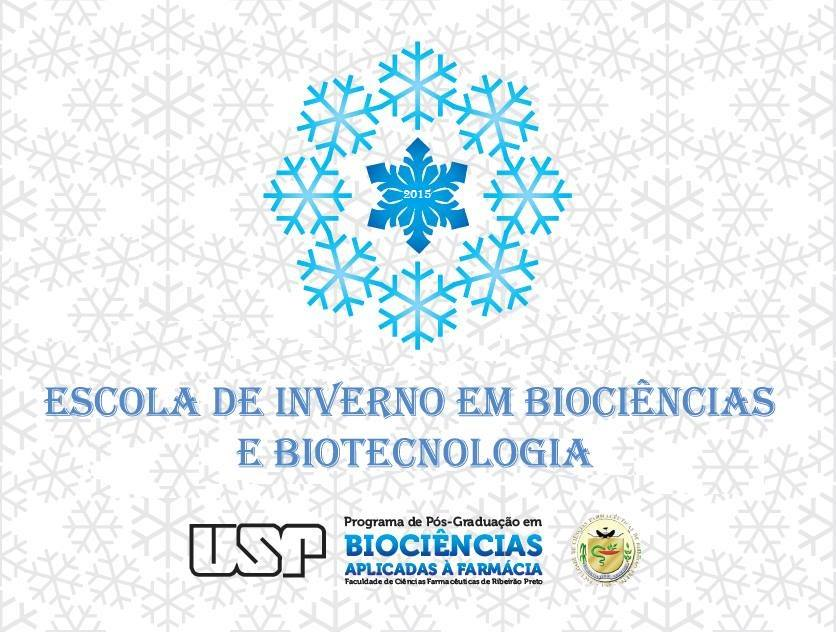 2015
ESCOLA DE INVERNO EM BIOCIÊNCIAS
E BIOTECNOLOGIA
USP
Programa de Pós-Graduação em
BIOCIÊNCIAS
APLICADAS À FARMÁCIA
Faculdade de Ciências Farmacêuticas de Ribeirão Preto